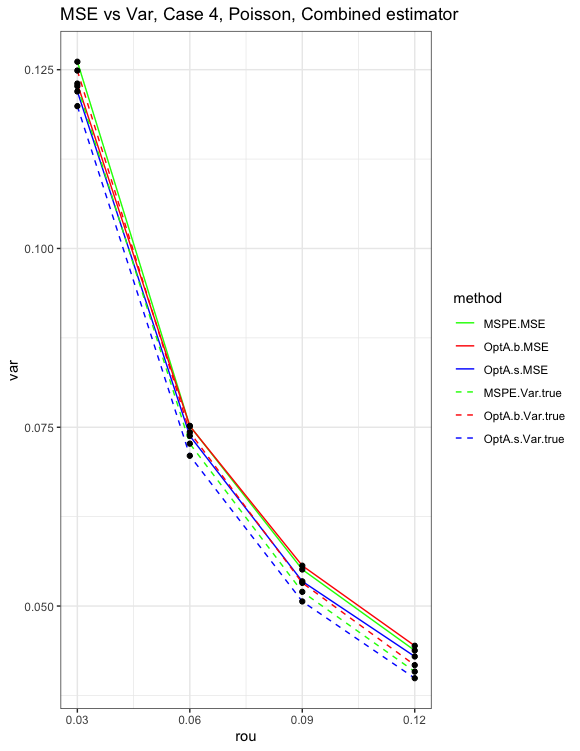 MSE vs Var, Case 4, Poisson, Combined estimator
0.125
0.100
0.075
0.050
var
0.03 0.06 0.09 0.12
rou
method
MSPE.MSE
OptA.b.MSE
OptA.s.MSE
MSPE.Var.true
OptA.b.Var.true
OptA.s.Var.true